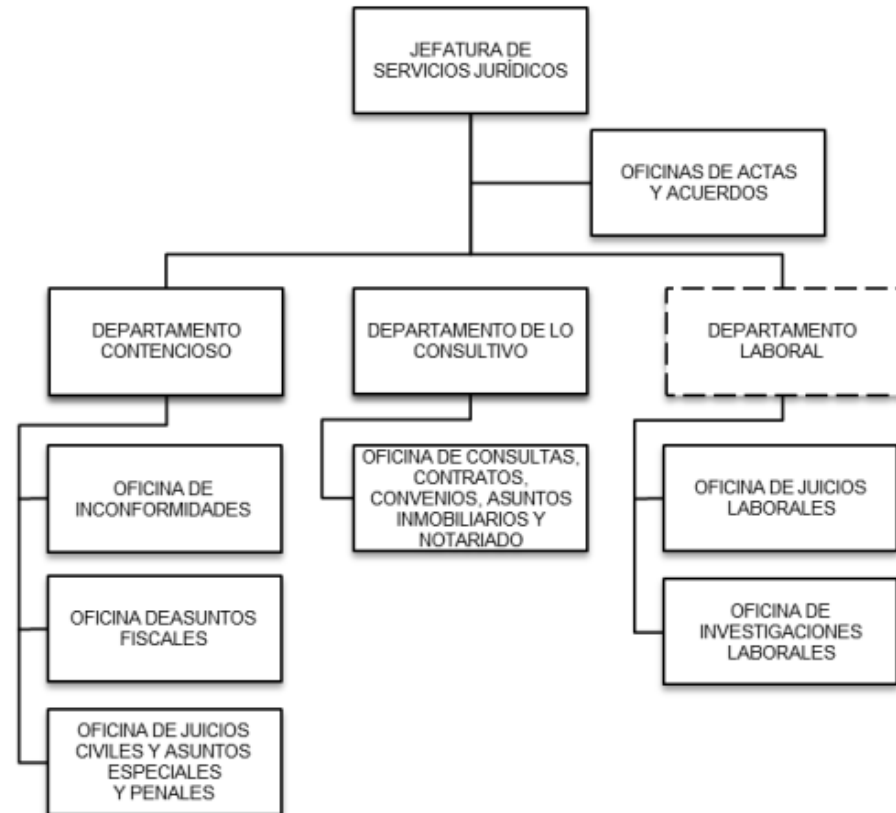 JEFATURA DE
SERVICIOS JURÍDICOS
OFICINAS DE ACTAS
Y ACUERDOS
DEPARTAMENTO
CONTENCIOSO
DEPARTAMENTO DE LO
CONSULTIVO
DEPARTAMENTO
LABORAL
OFICINA DE
INCONFORMIDADES
OFICINA DE CONSULTAS,
CONTRATOS,
CONVENIOS, ASUNTOS
INMOBILIARIOS Y
NOTARIADO
OFICINA DE JUICIOS
LABORALES
OFICINA DEASUNTOS
FISCALES
OFICINA DE
INVESTIGACIONES
LABORALES
OFICINA DE JUICIOS
CIVILES Y ASUNTOS
ESPECIALES
Y PENALES